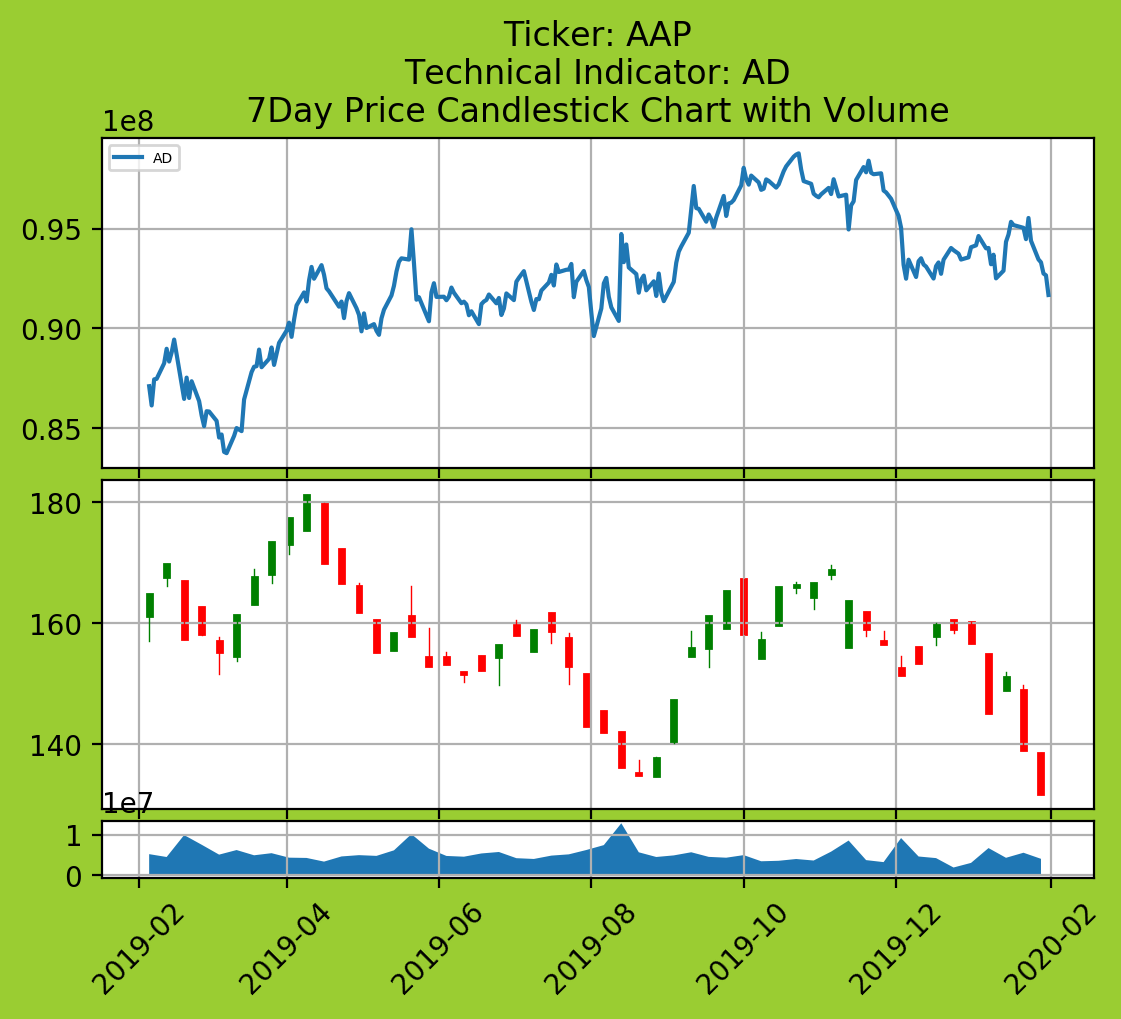 Ticker: AAP
Technical Indicator: AD
7Day Price Candlestick Chart with Volume
1e8
AD
0.95
0.90
0.85
180
160
140
1e7
1
0
2019-02
2019-04
2019-06
2019-08
2019-10
2019-12
2020-02